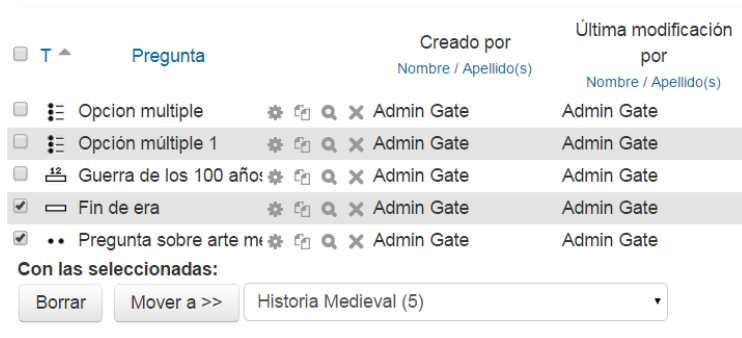 T Pregunta Creado por Última modificación por
Nombre / Apellido(s) Nombre / Apellido(s)
Opcion multiple Admin Gate Admin Gate
Opción múltiple 1 Admin Gate Admin Gate
12 Guerra de los 100 años Admin Gate Admin Gate
Fin de era Admin Gate Admin Gate
Pregunta sobre arte me Admin Gate Admin Gate
Con las seleccionadas:
Borrar Mover a >> Historia Medieval (5)